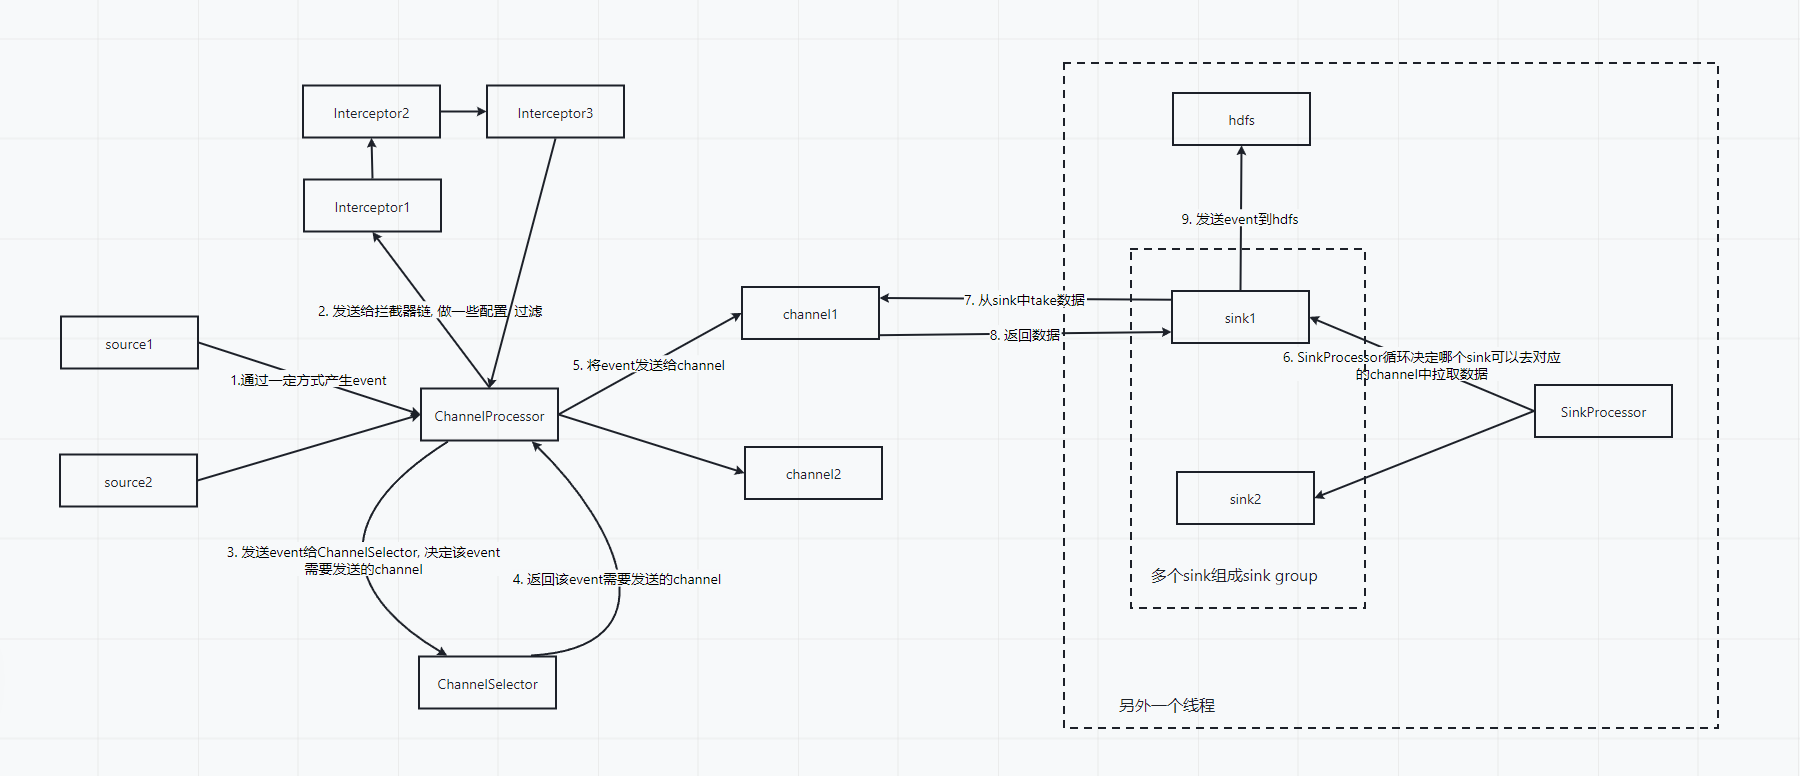 Interceptor2
Interceptor3
hdfs
Interceptor1
9. 发送event到hdfs
2. 发送给拦截器链, 做一些配置, 过滤
7. 从sink中take数据
channel1
sink1
source1
8. 返回数据
5. 将event发送给channel
6. SinkProcessor循环决定哪个sink可以去对应
的channel中拉取数据
1.通过一定方式产生event
ChannelProcessor
SinkProcessor
source2
channel2
sink2
3. 发送event给ChannelSelector, 决定该event
需要发送的channel
4. 返回该event需要发送的channel
多个sink组成sink group
ChannelSelector
另外一个线程